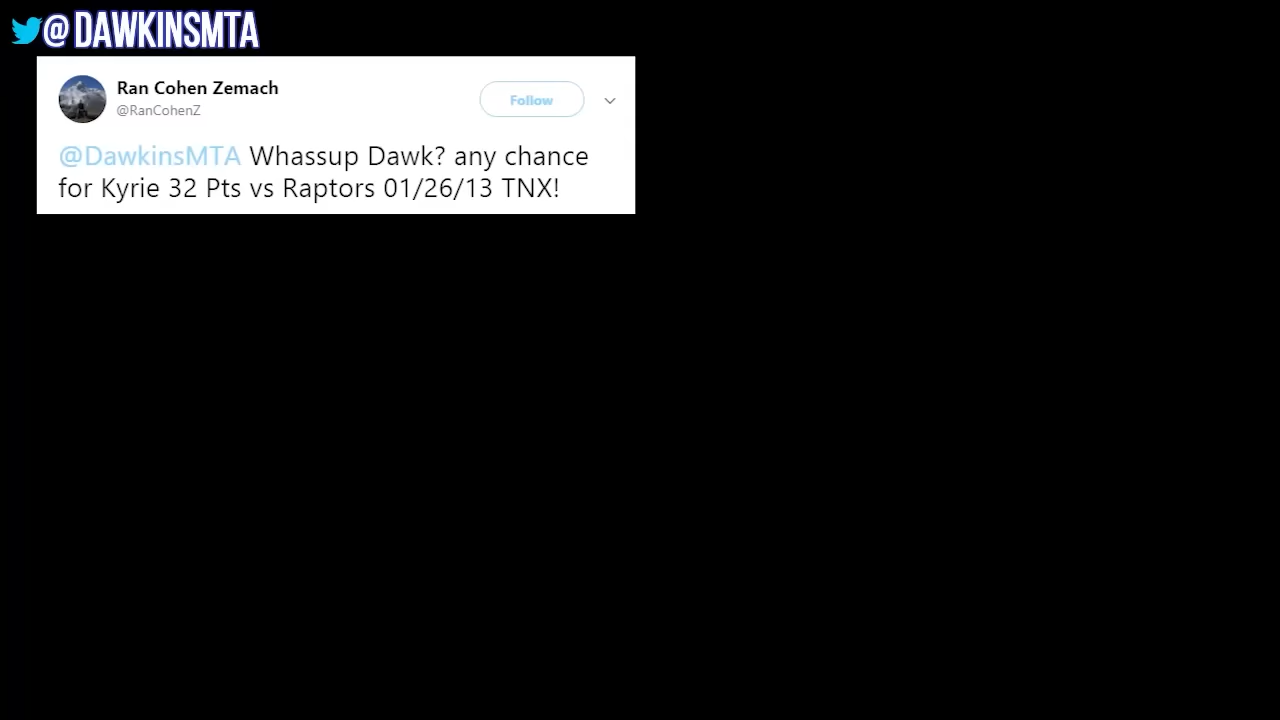 @DAWKINSMTA
Ran Cohen Zemach
@RanCohenZ
Follow
@DawkinsMTA Whassup Dawk? any chance
for Kyrie 32 Pts vs Raptors 01/26/13 TNX!